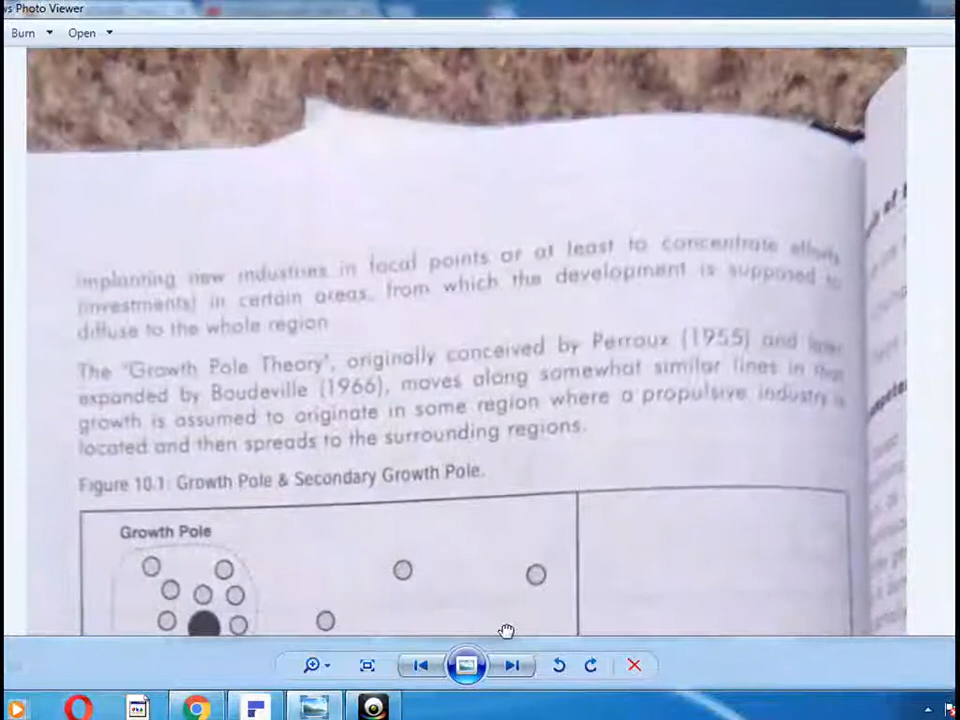 ws Photo Viewer
Burn Open
implanting new industries in focal points or at least to concentrate efforts
(investments) in certain areas, from which the development is supposed to
diffuse to the whole region
The "Growth Pole Theory", originally conceived by Perroux (1955) and later
expanded by Boudeville (1966), moves along somewhat similar lines in that
growth is assumed to originate in some region where a propulsive industry is
located and then spreads to the surrounding regions.
Figure 10.1: Growth Pole & Secondary Growth Pole.
Growth Pole